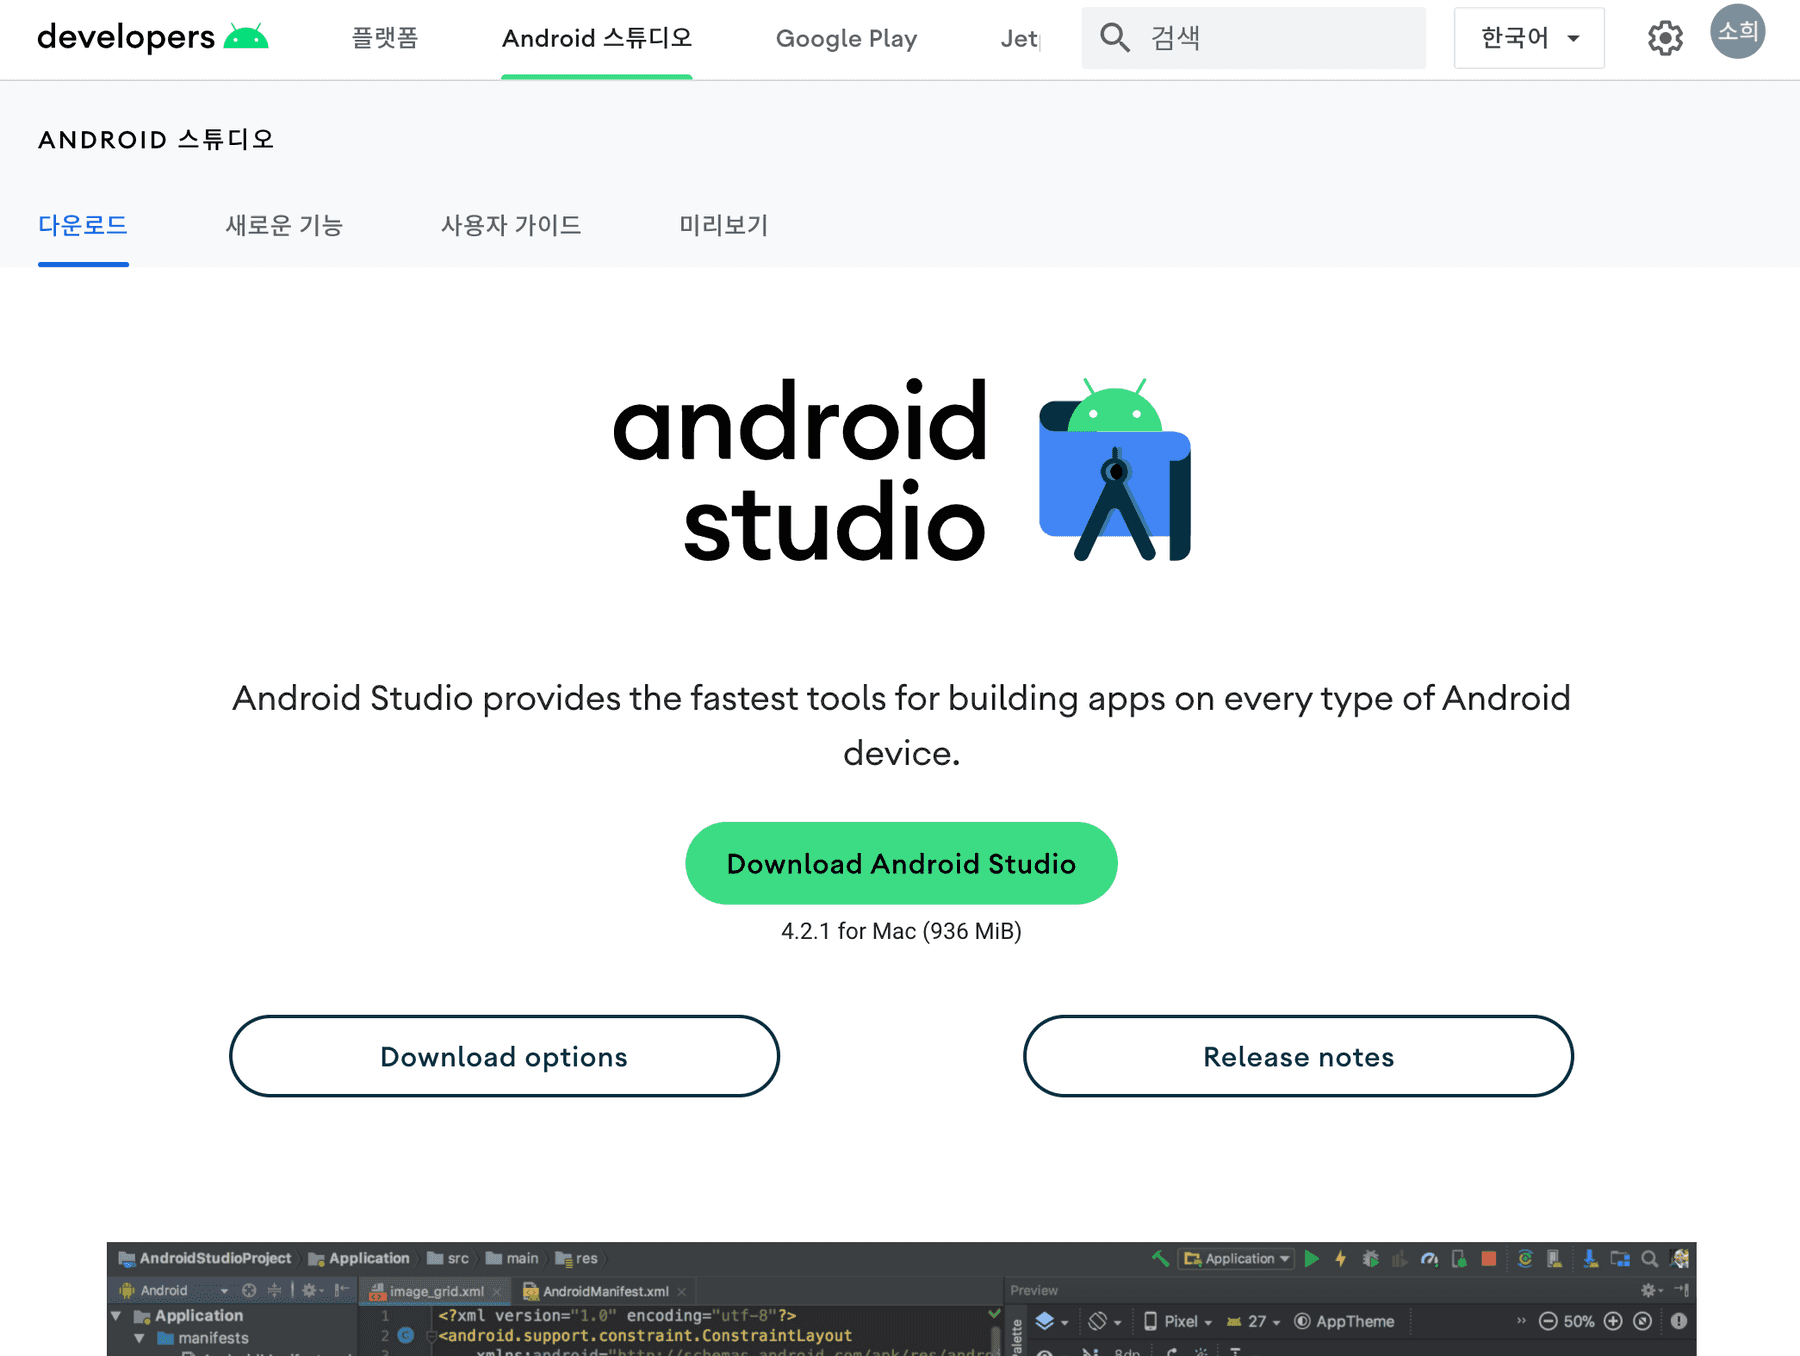 developers 플랫폼 Android 스튜디오 Google Play Jet 검색 한국어 소희
ANDROID 스튜디오
다운로드 새로운 기능 사용자 가이드 미리보기
android
studio
Android Studio provides the fastest tools for building apps on every type of Android
device.
Download Android Studio
4.2.1 for Mac (936 MiB)
Download options Release notes
AndroidStudioProject Application src main res Application
Android image_grid.xml AndroidManifest.xml Preview
Application 1 <?xml version="1.0" encoding="utf-8"?>
manifests 2 C <android.support.constraint.ConstraintLayout Pixel 27 AppTheme 50%